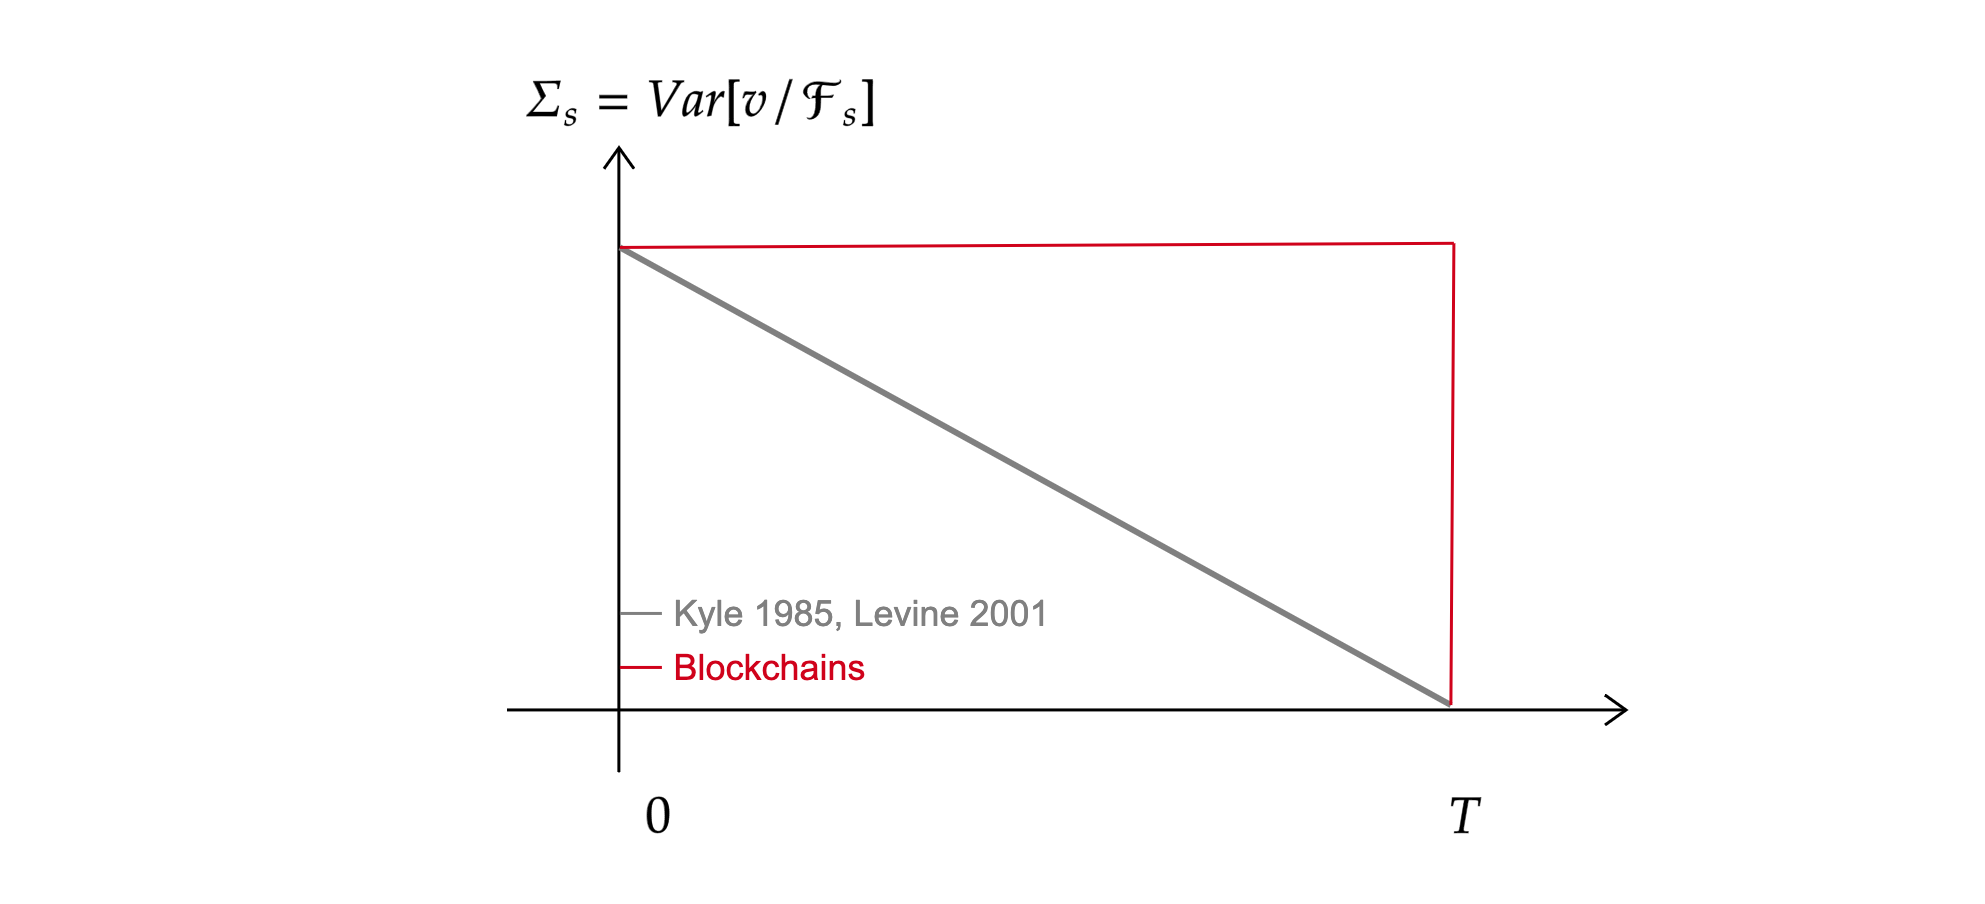 Σₛ = Var[v/ℱₛ]
Kyle 1985, Levine 2001
Blockchains
0 T